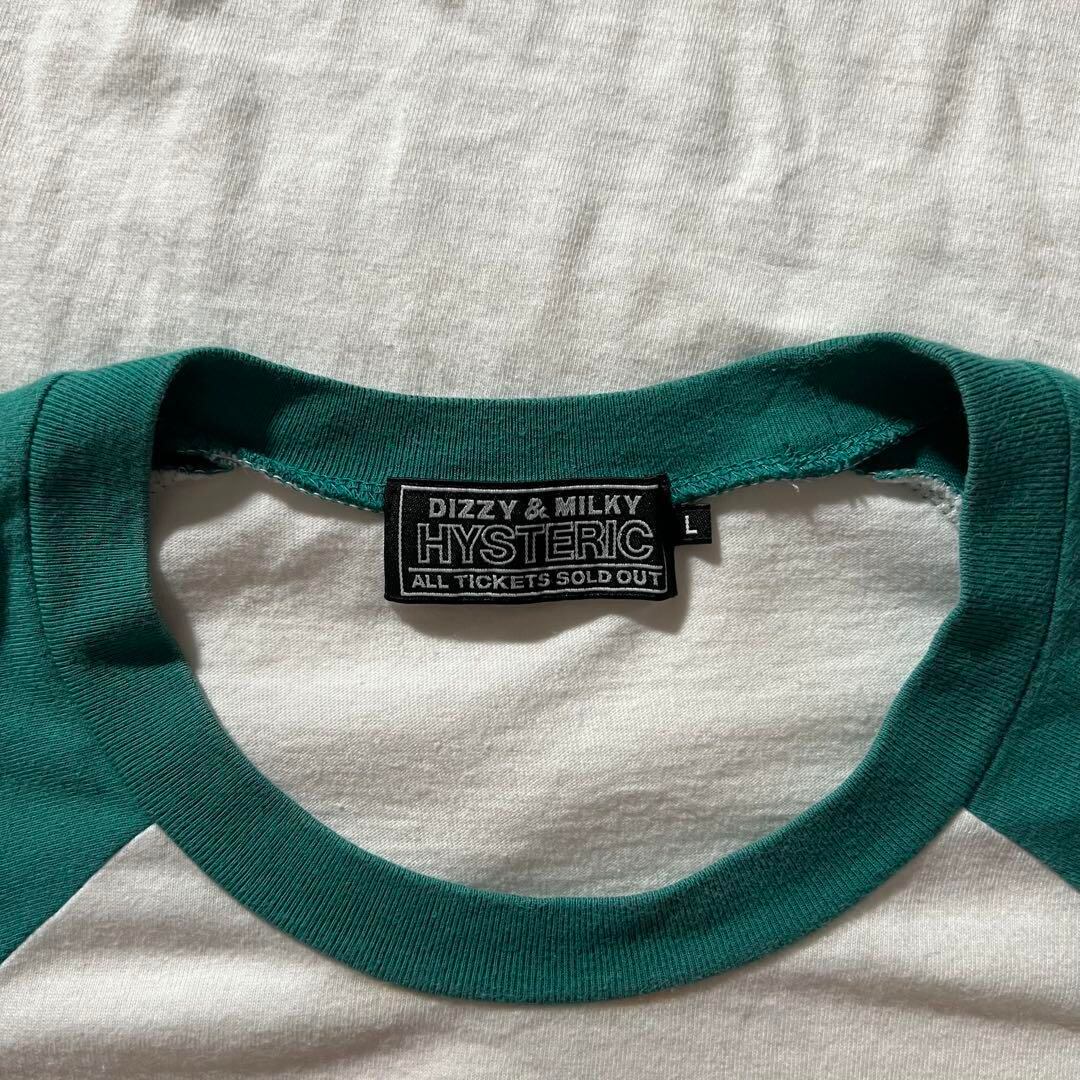 DIZZY & MILKY
HYSTERIC
ALL TICKETS SOLD OUT
L